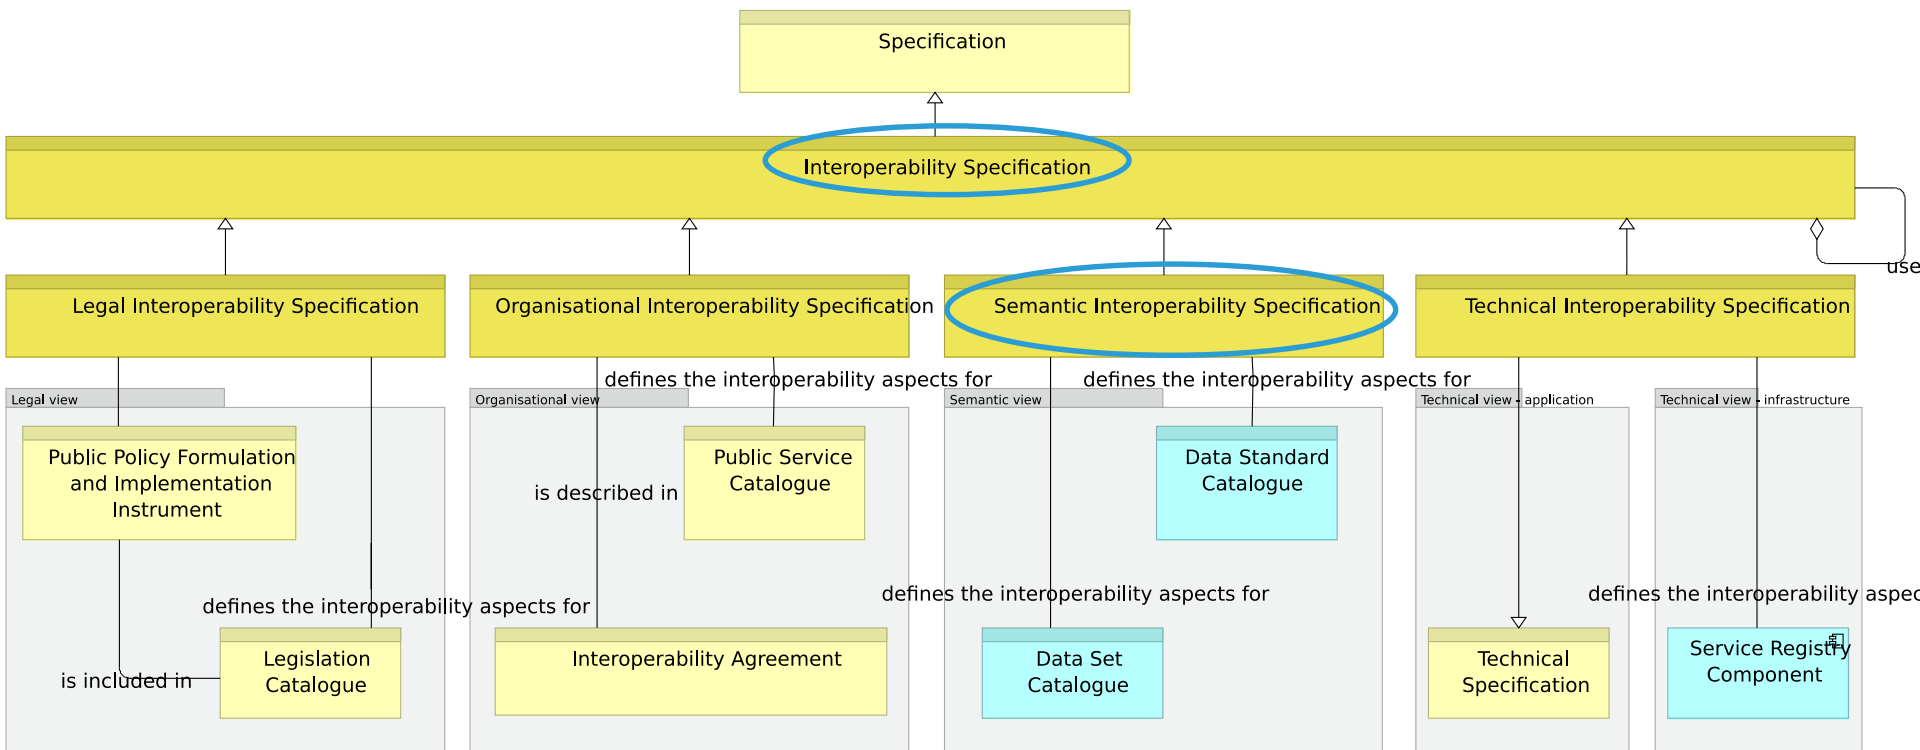 Specification
Interoperability Specification
use
Legal Interoperability Specification
Organisational Interoperability Specification
Semantic Interoperability Specification
Technical Interoperability Specification
defines the interoperability aspects for
defines the interoperability aspects for
Legal view
Organisational view
Semantic view
Technical view - application
Technical view - infrastructure
Public Policy Formulation
and Implementation
Instrument
Public Service
Catalogue
Data Standard
Catalogue
is described in
defines the interoperability aspects for
defines the interoperability aspects for
defines the interoperability aspec
Legislation
Catalogue
is included in
Interoperability Agreement
Data Set
Catalogue
Technical
Specification
Service Registry
Component